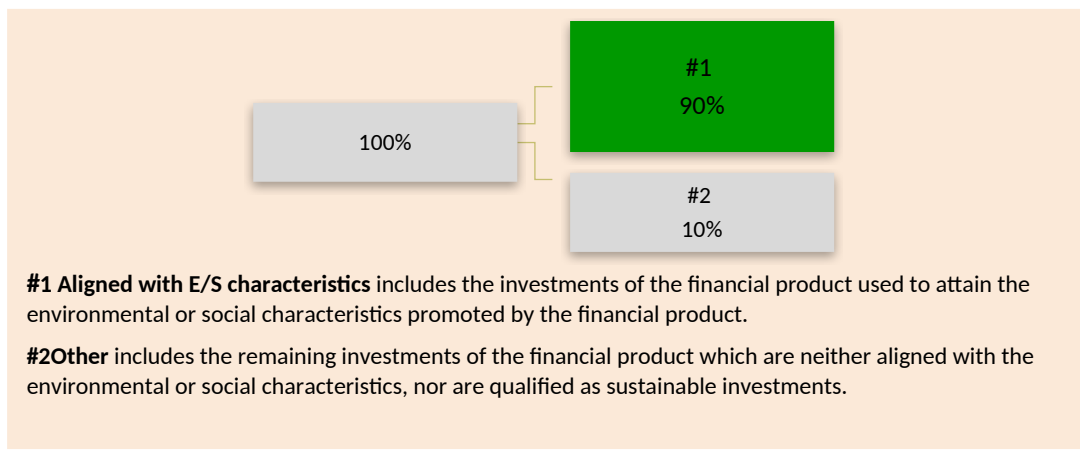 #1
90%
100%
#2
10%
#1 Aligned with E/S characteristics includes the investments of the financial product used to attain the
environmental or social characteristics promoted by the financial product.
#2Other includes the remaining investments of the financial product which are neither aligned with the
environmental or social characteristics, nor are qualified as sustainable investments.